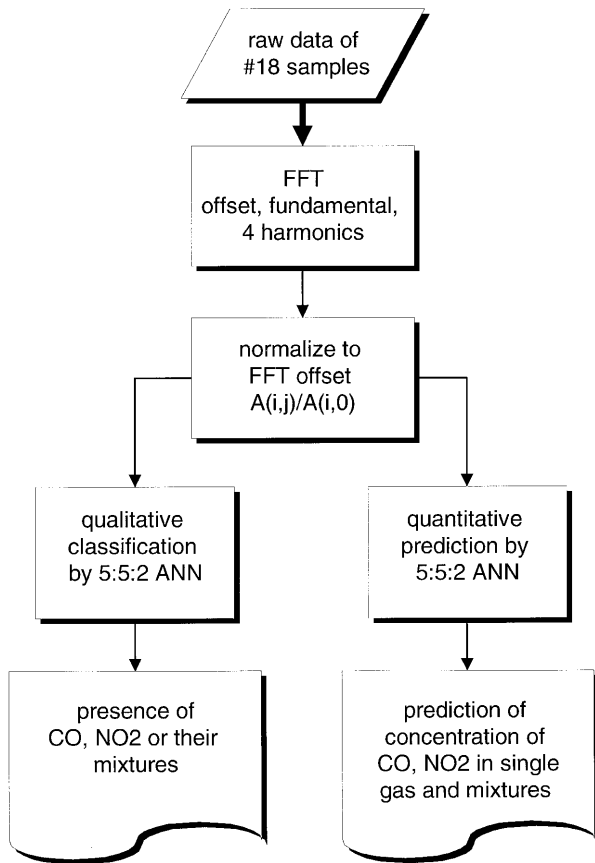 raw data of
#18 samples
FFT
offset, fundamental,
4 harmonics
normalize to
FFT offset
A(i,j)/A(i,0)
qualitative
classification
by 5:5:2 ANN
quantitative
prediction by
5:5:2 ANN
presence of
CO, NO2 or their
mixtures
prediction of
concentration of
CO, NO2 in single
gas and mixtures